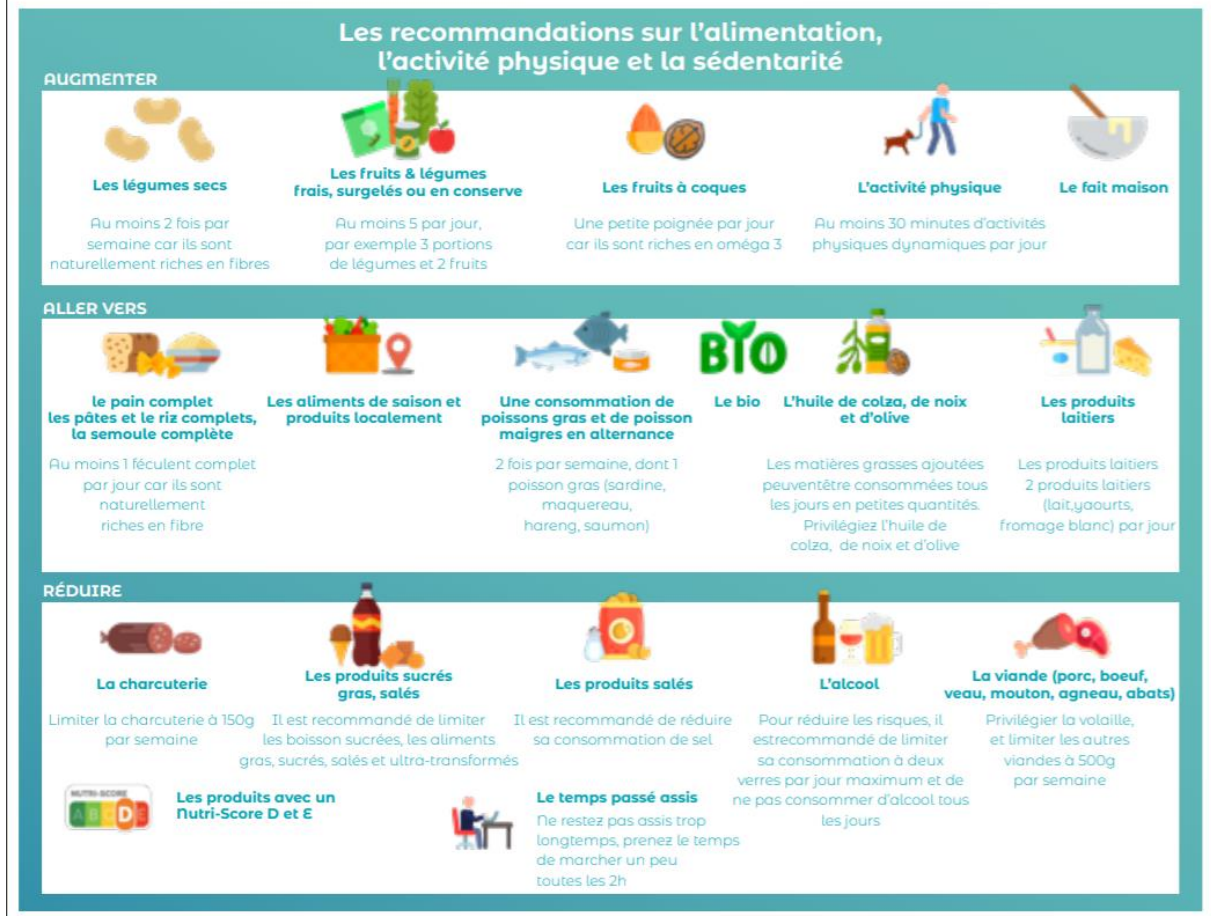 Les recommandations sur l'alimentation,
l'activité physique et la sédentarité
AUGMENTER
Les légumes secs
Au moins 2 fois par
semaine car ils sont
naturellement riches en fibres
Les fruits & légumes
frais, surgelés ou en conserve
Au moins 5 par jour,
par exemple 3 portions
de légumes et 2 fruits
Les fruits à coques
Une petite poignée par jour
car ils sont riches en oméga 3
L'activité physique
Au moins 30 minutes d'activités
physiques dynamiques par jour
Le fait maison
ALLER VERS
le pain complet
les pâtes et le riz complets,
la semoule complète
Au moins 1 féculent complet
par jour car ils sont
naturellement
riches en fibre
Les aliments de saison et
produits localement
Une consommation de
poissons gras et de poisson
maigres en alternance
2 fois par semaine, dont 1
poisson gras (sardine,
maquereau,
hareng, saumon)
BIO
Le bio
L'huile de colza, de noix
et d'olive
Les matières grasses ajoutées
peuventêtre consommées tous
les jours en petites quantités.
Privilégiez l'huile de
colza, de noix et d'olive
Les produits
laitiers
Les produits laitiers
2 produits laitiers
(lait,yaourts,
fromage blanc) par jour
RÉDUIRE
La charcuterie
Limiter la charcuterie à 150g
par semaine
Les produits sucrés
gras, salés
Il est recommandé de limiter
les boisson sucrées, les aliments
gras, sucrés, salés et ultra-transformés
Les produits salés
Il est recommandé de réduire
sa consommation de sel
L'alcool
Pour réduire les risques, il
estrecommandé de limiter
sa consommation à deux
verres par jour maximum et de
ne pas consommer d'alcool tous
les jours
La viande (porc, boeuf,
veau, mouton, agneau, abats)
Privilégier la volaille,
et limiter les autres
viandes à 500g
par semaine
NUTRI-SCORE
A B C D E
Les produits avec un
Nutri-Score D et E
Le temps passé assis
Ne restez pas assis trop
longtemps, prenez le temps
de marcher un peu
toutes les 2h